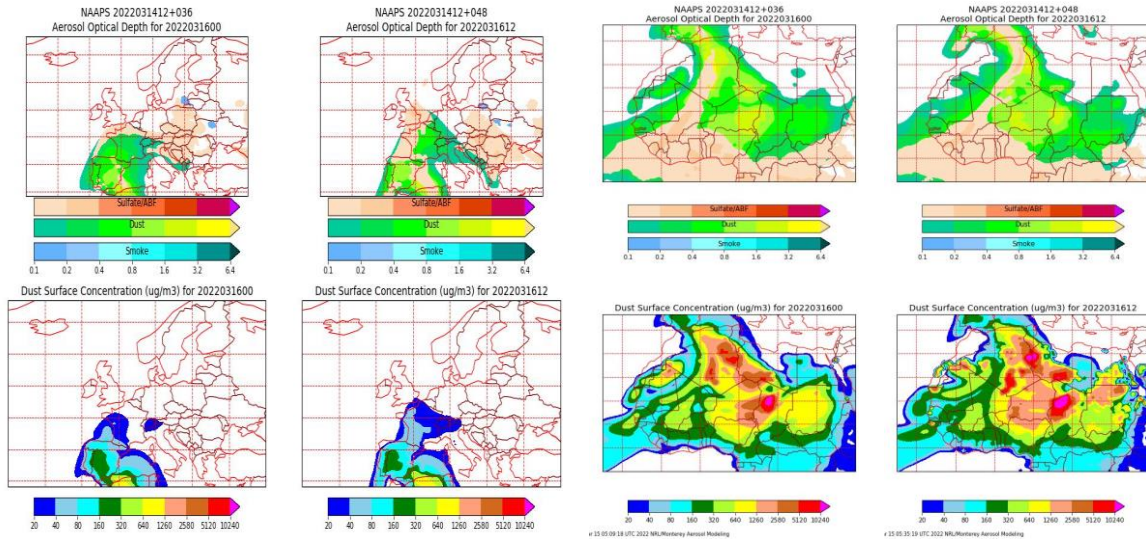 NAAPS 2022031412+036
Aerosol Optical Depth for 2022031600
NAAPS 2022031412+048
Aerosol Optical Depth for 2022031612
NAAPS 2022031412+036
Aerosol Optical Depth for 2022031600
NAAPS 2022031412+048
Aerosol Optical Depth for 2022031612
Sulfate/ABF
Dust
Smoke
0.1 0.2 0.4 0.8 1.6 3.2 6.4
Sulfate/ABF
Dust
Smoke
0.1 0.2 0.4 0.8 1.6 3.2 6.4
Sulfate/ABF
Dust
Smoke
0.1 0.2 0.4 0.8 1.6 3.2 6.4
Sulfate/ABF
Dust
Smoke
0.1 0.2 0.4 0.8 1.6 3.2 6.4
Dust Surface Concentration (ug/m3) for 2022031600
Dust Surface Concentration (ug/m3) for 2022031612
Dust Surface Concentration (ug/m3) for 2022031600
Dust Surface Concentration (ug/m3) for 2022031612
20 40 80 160 320 640 1260 2580 5120 10240
20 40 80 160 320 640 1260 2580 5120 10240
20 40 80 160 320 640 1260 2580 5120 10240
20 40 80 160 320 640 1260 2580 5120 10240
r 15 05:09:18 UTC 2022 NRL/Monterey Aerosol Modeling
r 15 05:35:19 UTC 2022 NRL/Monterey Aerosol Modeling